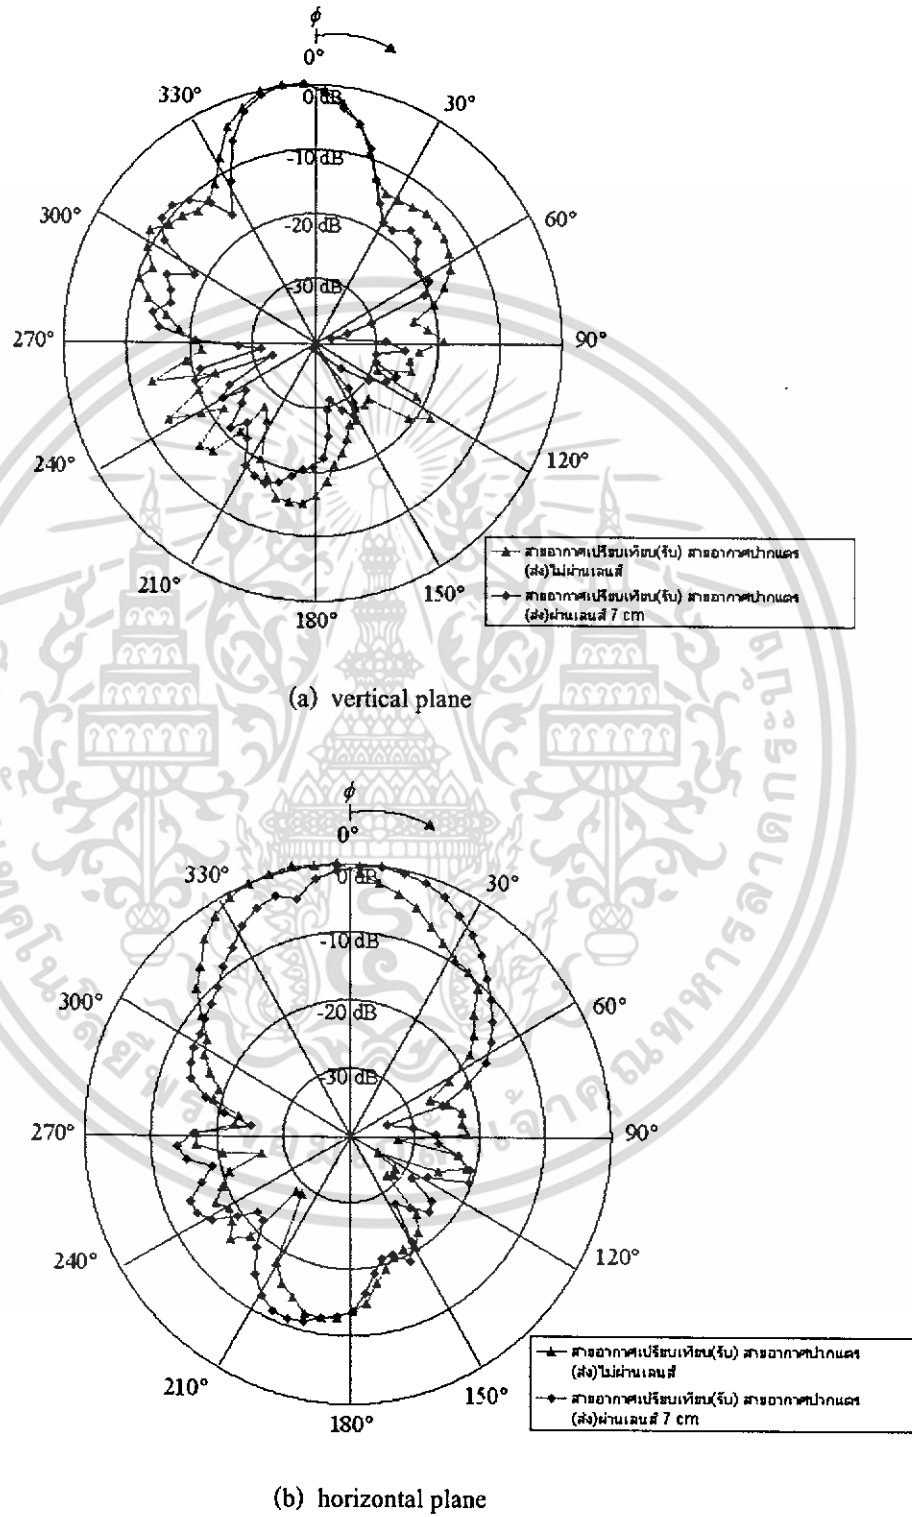 ϕ
0°
330°
0 dB
30°
-10 dB
300°
60°
-20 dB
-30 dB
270°
90°
240°
120°
สายอากาศเปรียบเทียบ(รับ) สายอากาศปากแตร
(ส่ง)ไม่ผ่านเลนส์
210°
150°
สายอากาศเปรียบเทียบ(รับ) สายอากาศปากแตร
(ส่ง)ผ่านเลนส์ 7 cm
180°
(a) vertical plane
ϕ
0°
330°
0 dB
30°
-10 dB
300°
60°
-20 dB
-30 dB
270°
90°
240°
120°
สายอากาศเปรียบเทียบ(รับ) สายอากาศปากแตร
(ส่ง)ไม่ผ่านเลนส์
210°
150°
สายอากาศเปรียบเทียบ(รับ) สายอากาศปากแตร
(ส่ง)ผ่านเลนส์ 7 cm
180°
(b) horizontal plane